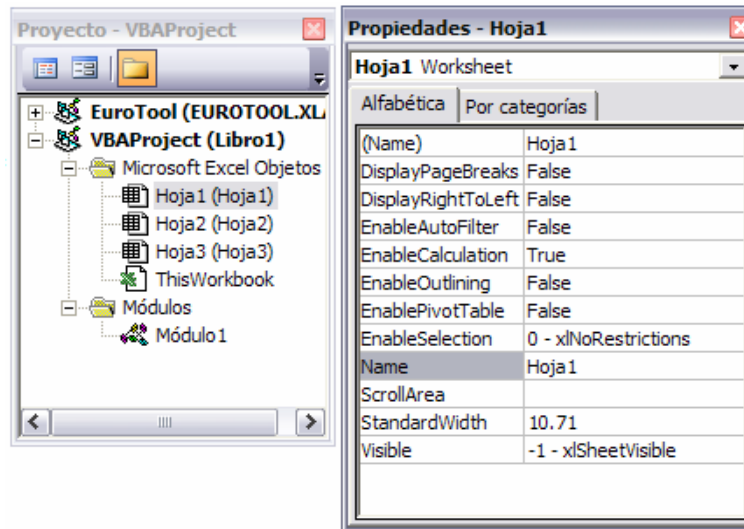 Proyecto - VBAProject
EuroTool (EUROTOOL.XL
VBAProject (Libro1)
Microsoft Excel Objetos
Hoja1 (Hoja1)
Hoja2 (Hoja2)
Hoja3 (Hoja3)
ThisWorkbook
Módulos
Módulo1
Propiedades - Hoja1
Hoja1 Worksheet
Alfabética Por categorías
(Name) Hoja1
DisplayPageBreaks False
DisplayRightToLeft False
EnableAutoFilter False
EnableCalculation True
EnableOutlining False
EnablePivotTable False
EnableSelection 0 - xlNoRestrictions
Name Hoja1
ScrollArea
StandardWidth 10.71
Visible -1 - xlSheetVisible